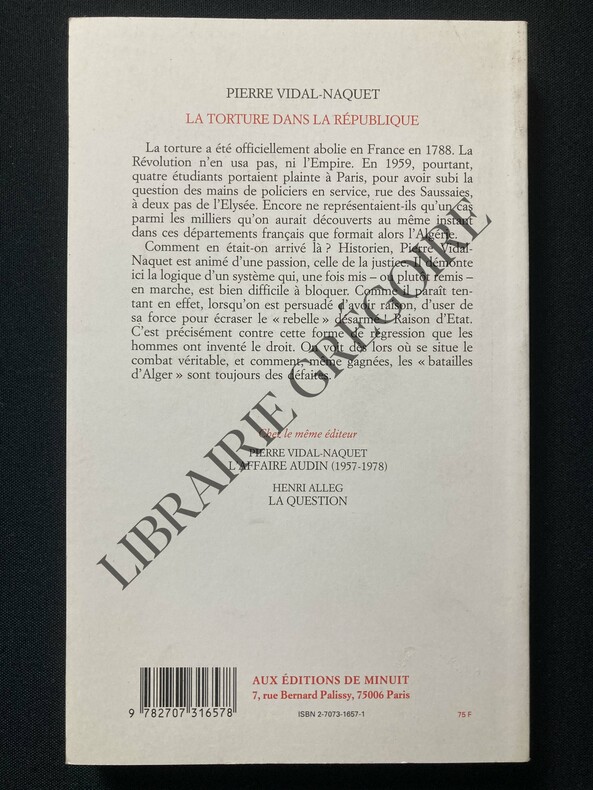 PIERRE VIDAL-NAQUET
LA TORTURE DANS LA RÉPUBLIQUE
La torture a été officiellement abolie en France en 1788. La
Révolution n'en usa pas, ni l'Empire. En 1959, pourtant,
quatre étudiants portaient plainte à Paris, pour avoir subi la
question des mains de policiers en service, rue des Saussaies,
à deux pas de l'Elysée. Encore ne représentaient-ils qu'un cas
parmi les milliers qu'on aurait découverts au même instant
dans ces départements français que formait alors l'Algérie.
Comment en était-on arrivé là ? Historien, Pierre Vidal-
Naquet est animé d'une passion, celle de la justice. Il démonte
ici la logique d'un système qui, une fois mis – ou plutôt remis –
en marche, est bien difficile à bloquer. Comme il paraît ten-
tant en effet, lorsqu'on est persuadé d'avoir raison, d'user de
sa force pour écraser le « rebelle » désarmé. Raison d'Etat.
C'est précisément contre cette forme de régression que les
hommes ont inventé le droit. On voit dès lors où se situe le
combat véritable, et comment, même gagnées, les « batailles
d'Alger » sont toujours des défaites.
Chez le même éditeur
PIERRE VIDAL-NAQUET
L'AFFAIRE AUDIN (1957-1978)
HENRI ALLEG
LA QUESTION
LIBRAIRIE GRÉGOIRE
AUX ÉDITIONS DE MINUIT
7, rue Bernard Palissy, 75006 Paris
9 782707 316578
ISBN 2-7073-1657-1
75 F